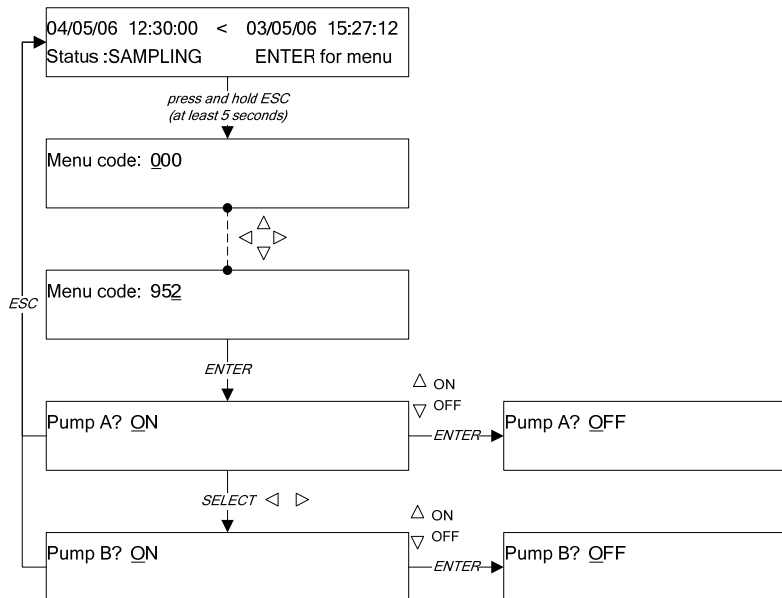 04/05/06 12:30:00 < 03/05/06 15:27:12
Status :SAMPLING ENTER for menu
press and hold ESC
(at least 5 seconds)
Menu code: 000
Menu code: 952
ESC
ENTER
ON
OFF
Pump A? ON
ENTER
Pump A? OFF
SELECT
ON
OFF
Pump B? ON
ENTER
Pump B? OFF